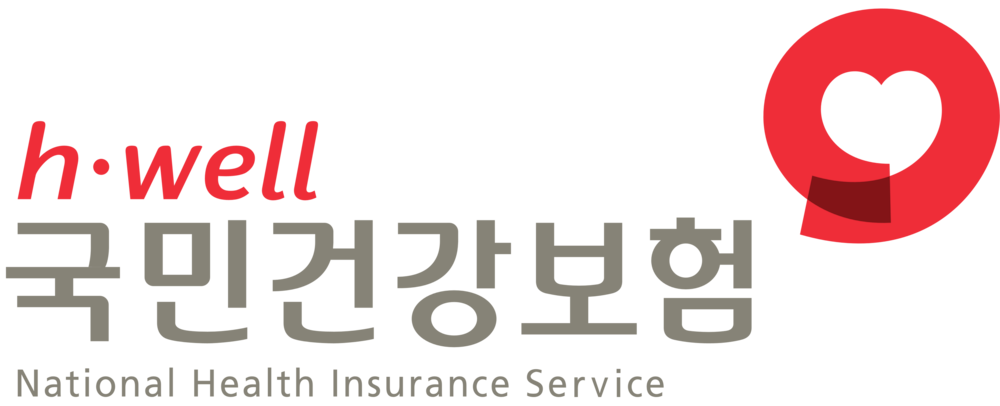 h·well
국민건강보험
National Health Insurance Service